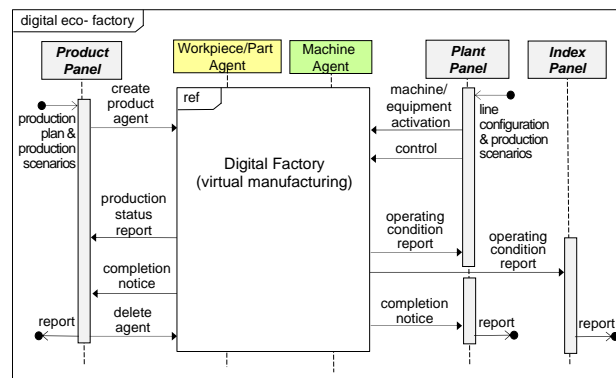 digital eco- factory
Product
Panel
Workpiece/Part
Agent
Machine
Agent
Plant
Panel
Index
Panel
create
product
agent
production
plan &
production
scenarios
ref
machine/
equipment
activation
line
configuration
& production
scenarios
control
Digital Factory
(virtual manufacturing)
production
status
report
operating
condition
report
operating
condition
report
completion
notice
completion
notice
report
delete
agent
report
report